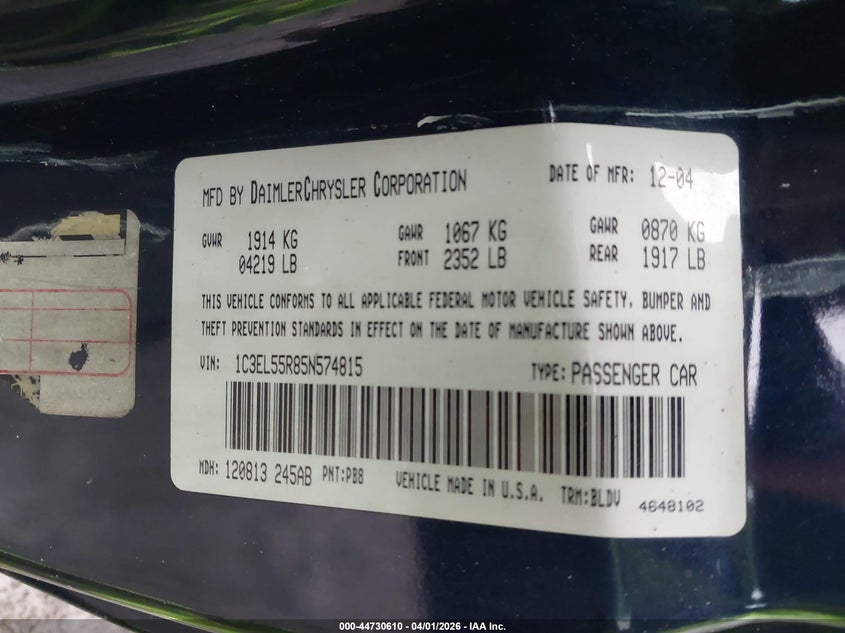 MFD BY DAIMLERCHRYSLER CORPORATION DATE OF MFR: 12-04
GVWR 1914 KG GAWR 1067 KG GAWR 0870 KG
04219 LB FRONT 2352 LB REAR 1917 LB
THIS VEHICLE CONFORMS TO ALL APPLICABLE FEDERAL MOTOR VEHICLE SAFETY, BUMPER AND
THEFT PREVENTION STANDARDS IN EFFECT ON THE DATE OF MANUFACTURE SHOWN ABOVE.
VIN: 1C3EL55R85N574815 TYPE: PASSENGER CAR
MDH: 120813 245AB PNT:PB8 VEHICLE MADE IN U.S.A. TRM:BLDV 4648102
000-44730610 - 04/01/2026 - IAA Inc.